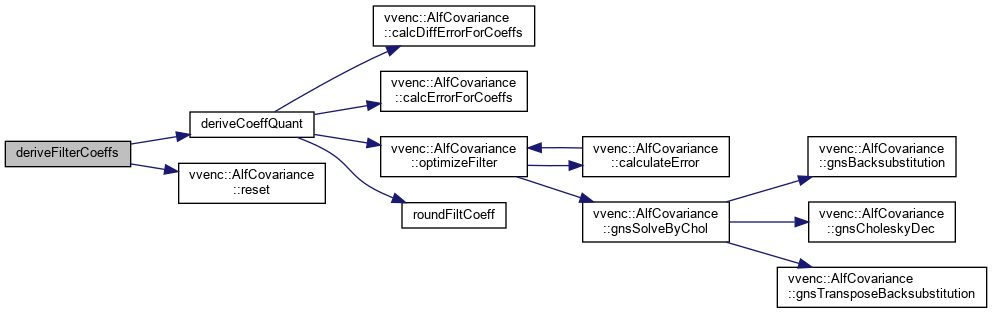 vvenc::AlfCovariance
::calcDiffErrorForCoeffs
vvenc::AlfCovariance
::calcErrorForCoeffs
deriveCoeffQuant
deriveFilterCoeffs
vvenc::AlfCovariance
::optimizeFilter
vvenc::AlfCovariance
::calculateError
vvenc::AlfCovariance
::gnsBacksubstitution
vvenc::AlfCovariance
::reset
roundFiltCoeff
vvenc::AlfCovariance
::gnsSolveByChol
vvenc::AlfCovariance
::gnsCholeskyDec
vvenc::AlfCovariance
::gnsTransposeBacksubstitution